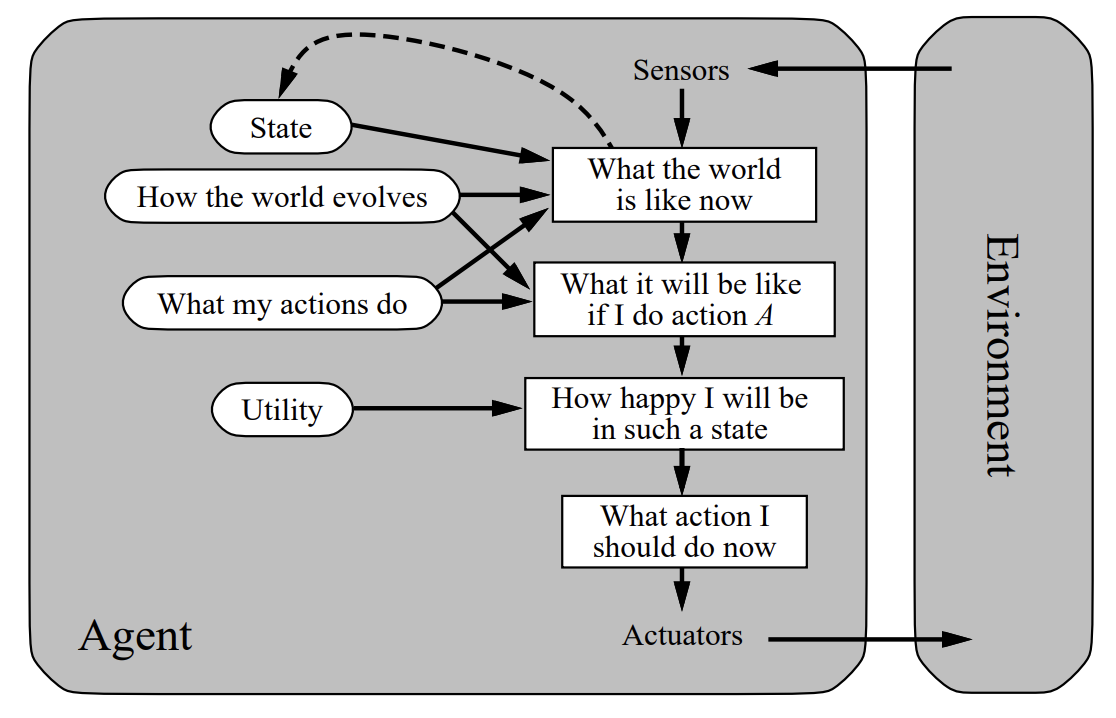 Sensors
State
What the world
is like now
How the world evolves
What it will be like
if I do action A
What my actions do
How happy I will be
in such a state
Utility
What action I
should do now
Actuators
Agent
Environment